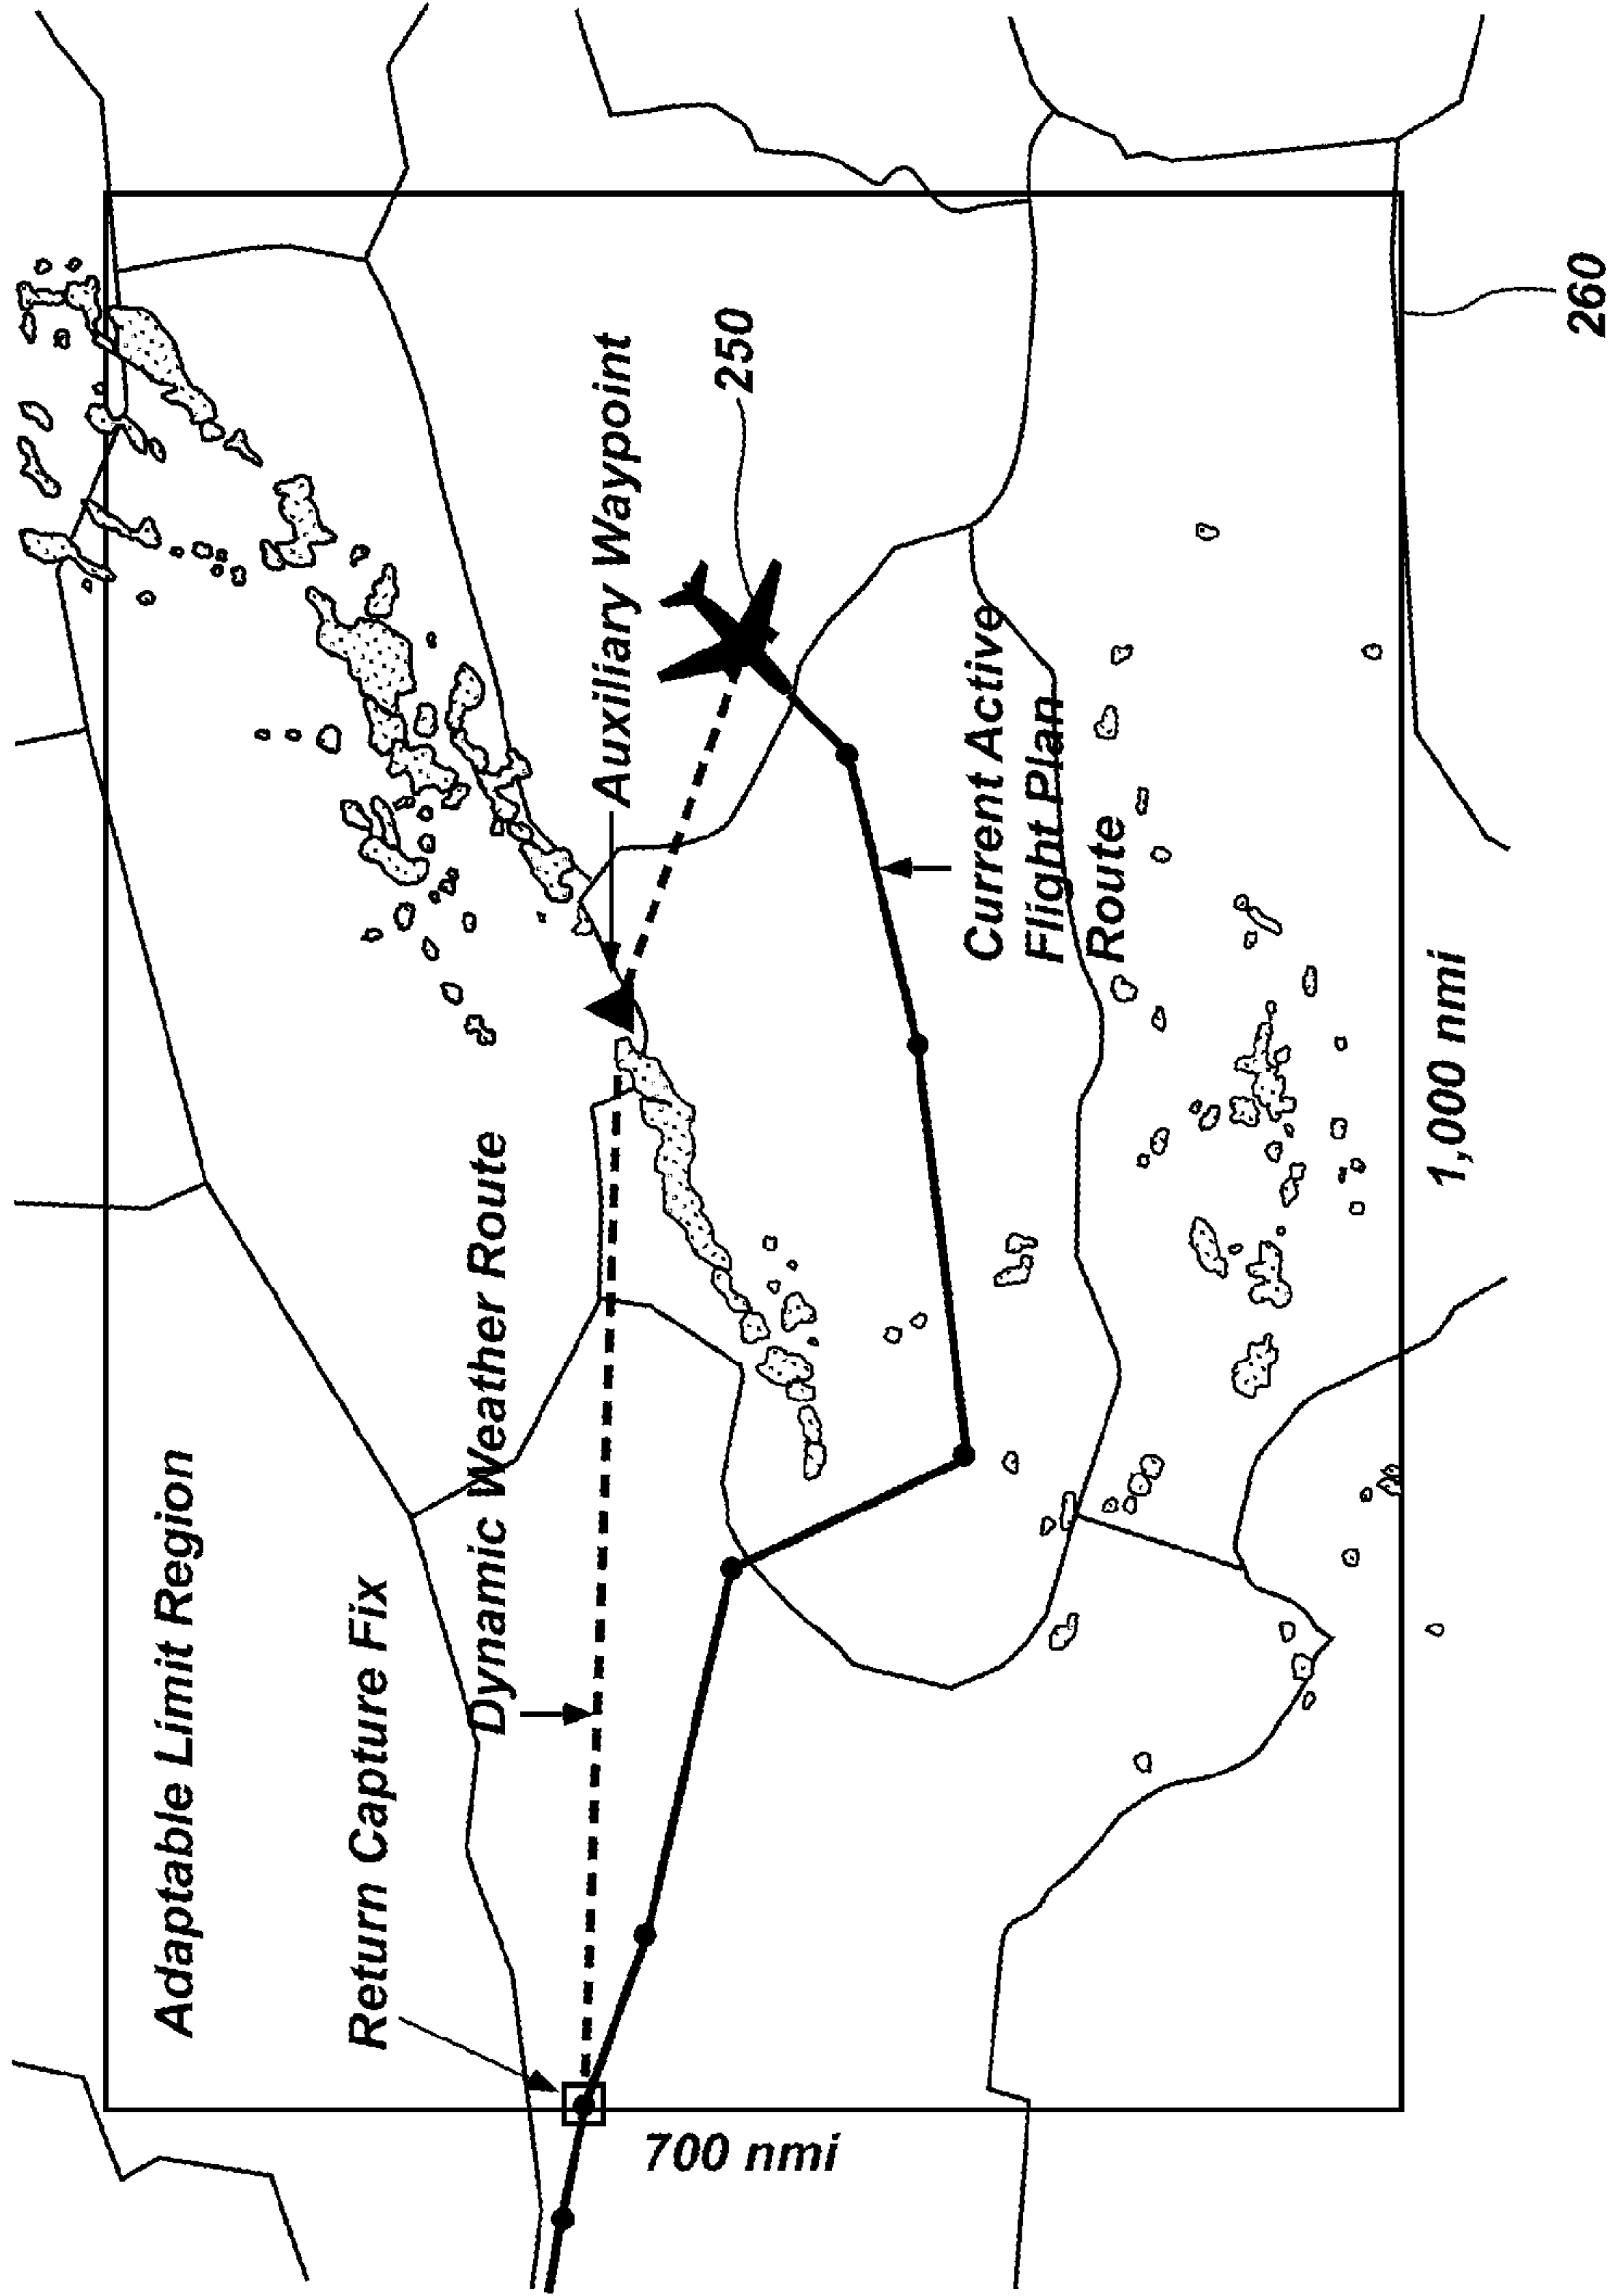 Adaptable Limit Region
Return Capture Fix
Dynamic Weather Route
Auxiliary Waypoint
250
700 nmi
Current Active
Flight Plan
Route
1,000 nmi
260